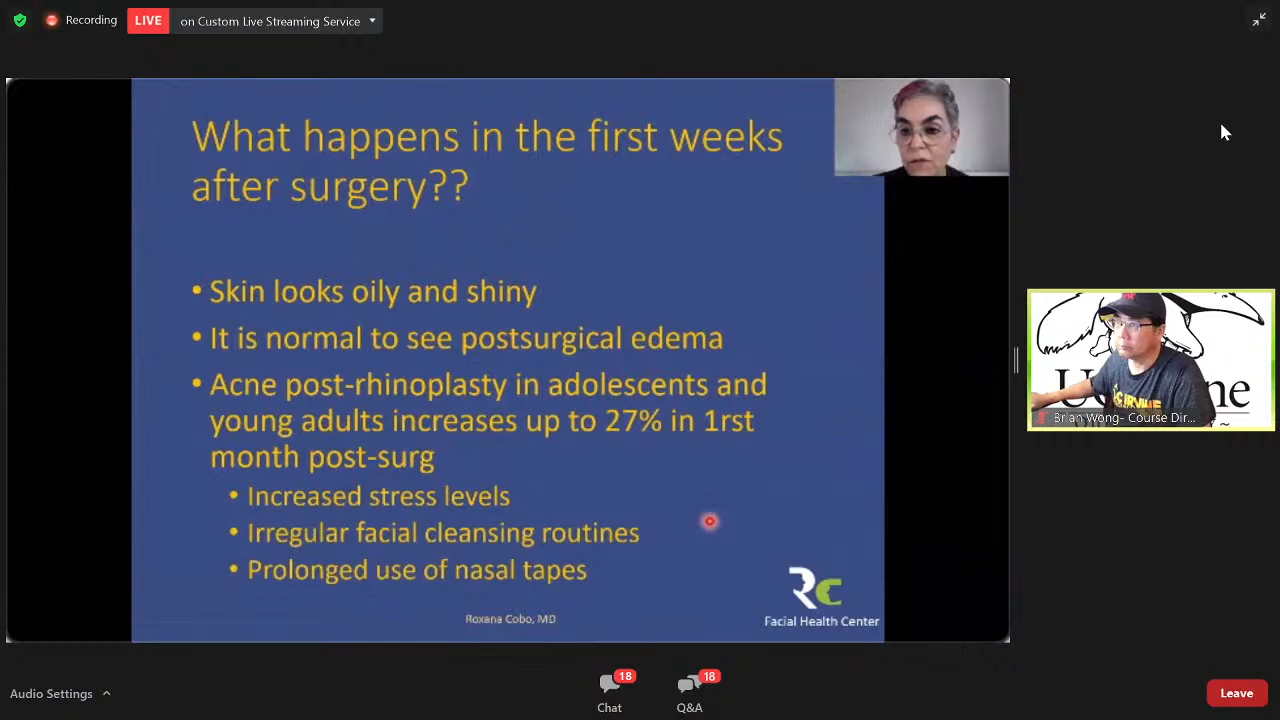 Recording
LIVE
on Custom Live Streaming Service
What happens in the first weeks
after surgery??
• Skin looks oily and shiny
• It is normal to see postsurgical edema
• Acne post-rhinoplasty in adolescents and
young adults increases up to 27% in 1rst
month post-surg
• Increased stress levels
• Irregular facial cleansing routines
• Prolonged use of nasal tapes
Roxana Cobo, MD
RC
Facial Health Center
Brian Wong- Course Dir...
Audio Settings
18
Chat
18
Q&A
Leave